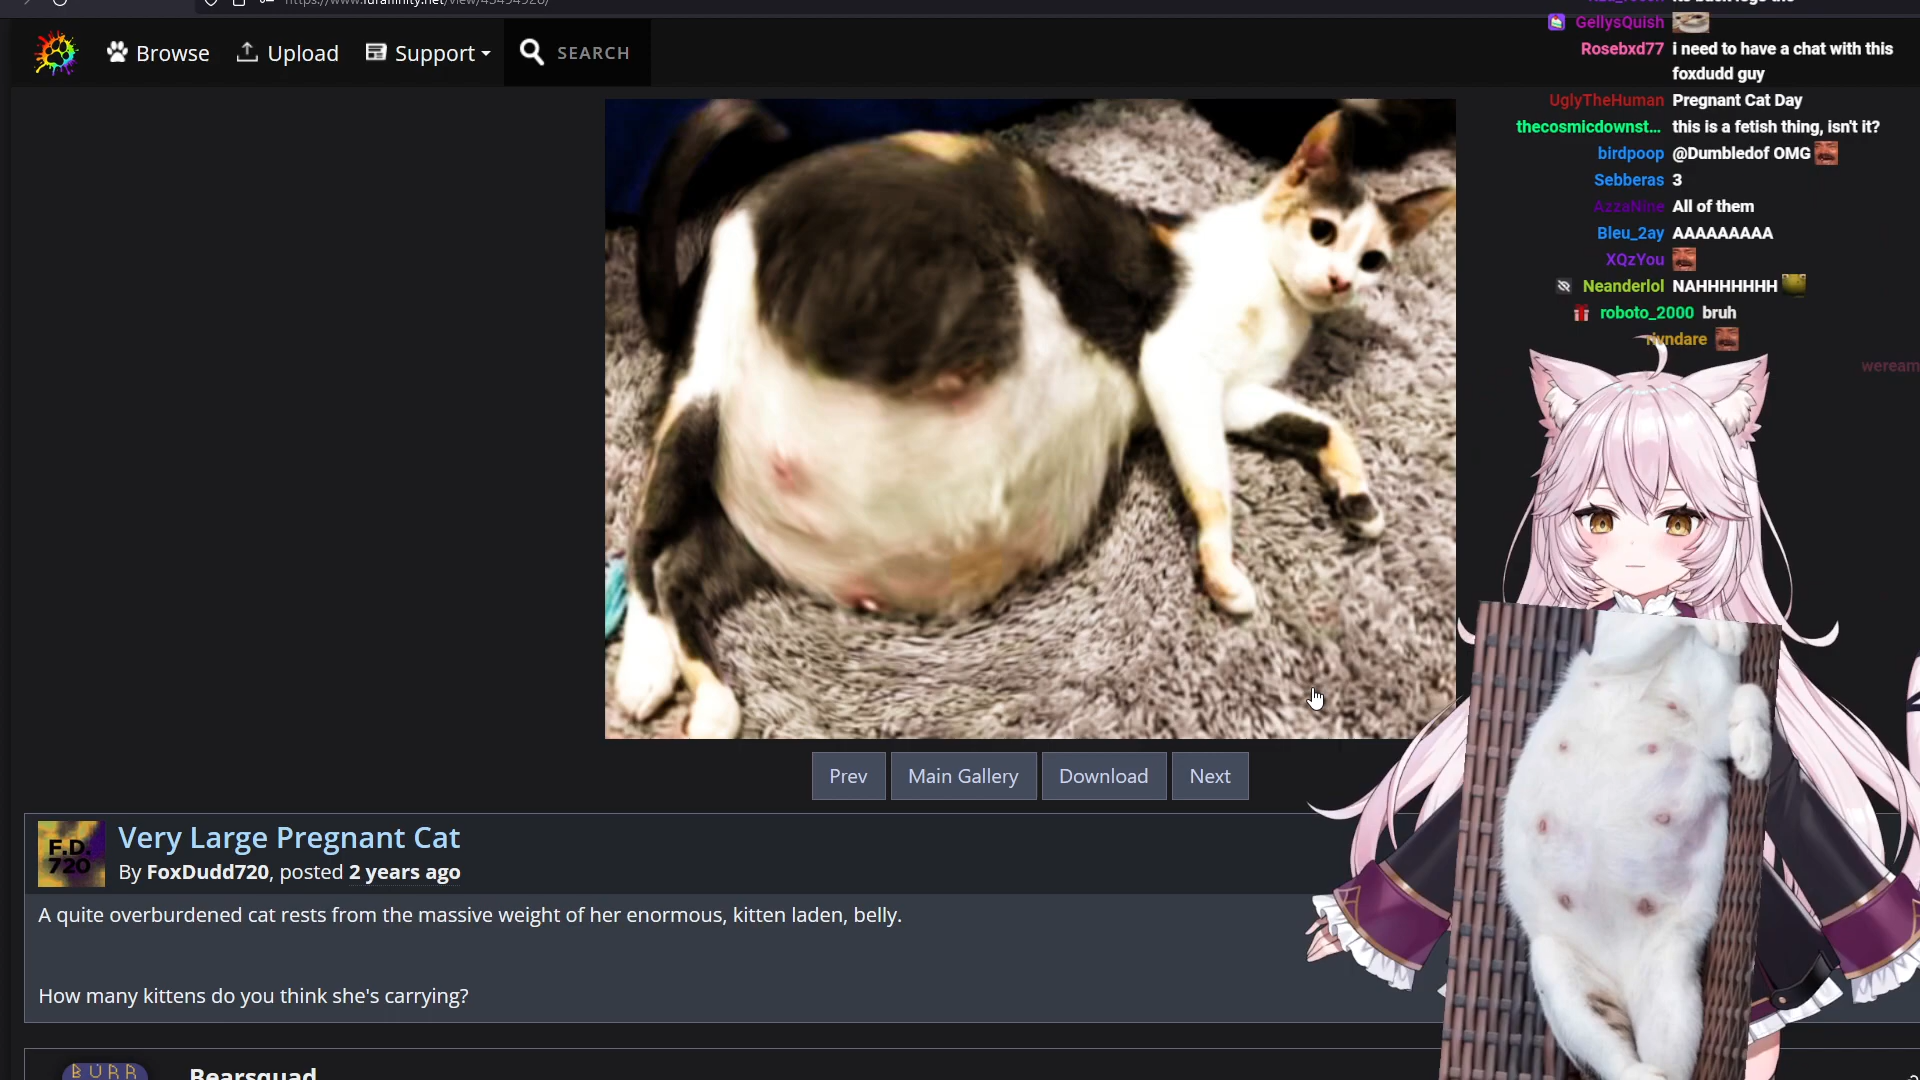 Browse Upload Support SEARCH
GellysQuish
Rosebxd77 i need to have a chat with this
foxdudd guy
UglyTheHuman Pregnant Cat Day
thecosmicdownst... this is a fetish thing, isn't it?
birdpoop @Dumbledof OMG
Sebberas 3
AzzaNine All of them
Bleu_2ay AAAAAAAAA
XQzYou
Neanderlol NAHHHHHHH
roboto_2000 bruh
weream
Prev Main Gallery Download Next
F.D.
720
Very Large Pregnant Cat
By FoxDudd720, posted 2 years ago
A quite overburdened cat rests from the massive weight of her enormous, kitten laden, belly.
How many kittens do you think she's carrying?
BURR
Bearsquad